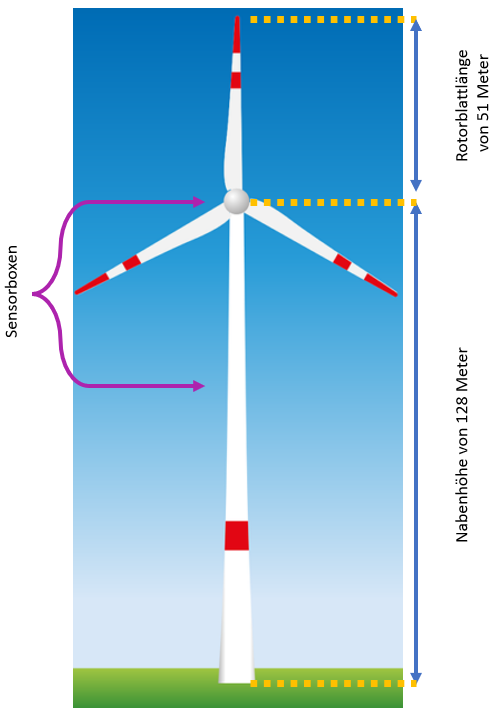 Rotorblattlänge
von 51 Meter
Sensorboxen
Nabenhöhe von 128 Meter